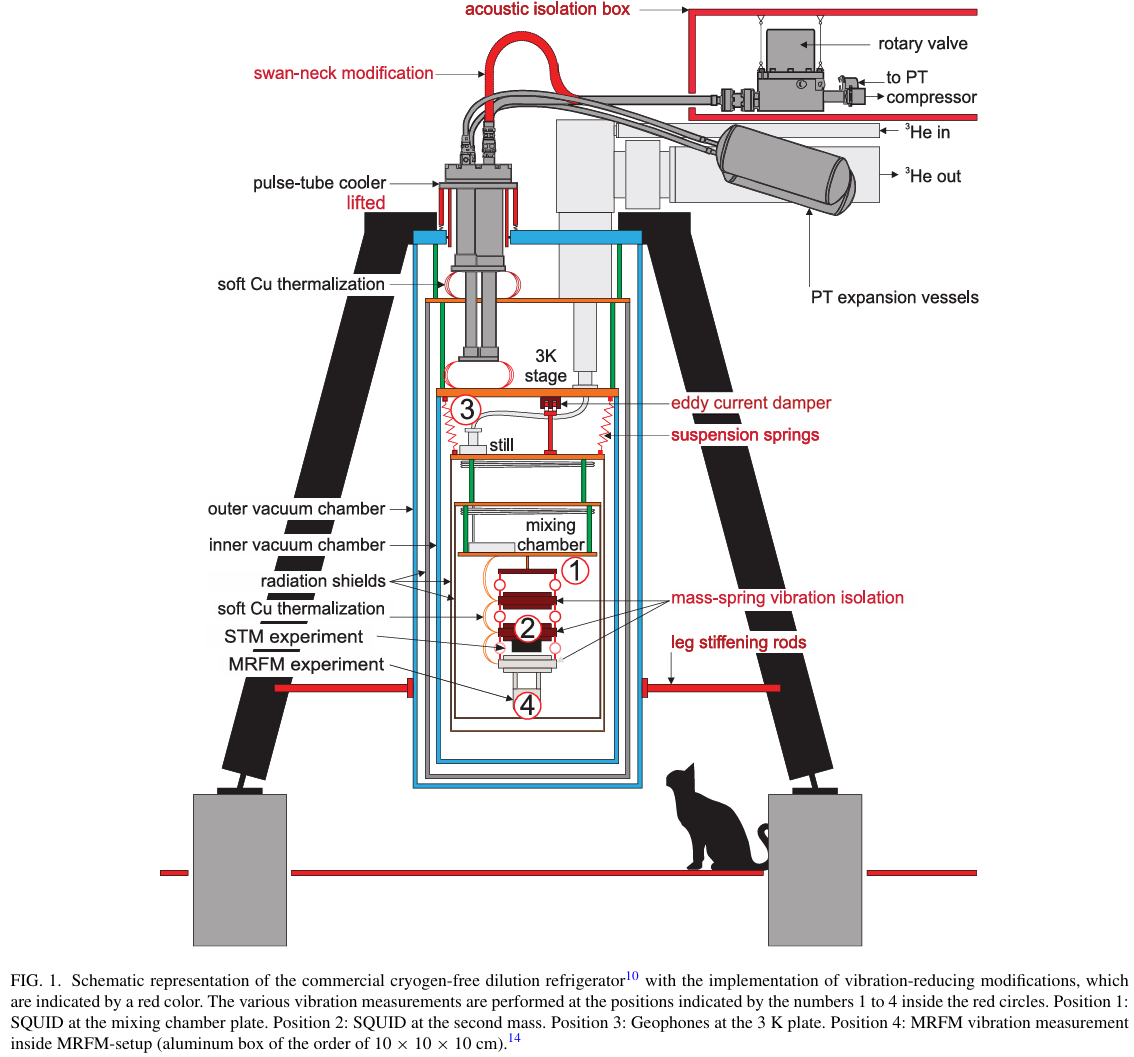 acoustic isolation box
rotary valve
swan-neck modification
to PT
compressor
³He in
³He out
pulse-tube cooler
lifted
soft Cu thermalization
PT expansion vessels
3K
stage
eddy current damper
3
suspension springs
still
outer vacuum chamber
mixing
chamber
inner vacuum chamber
1
radiation shields
mass-spring vibration isolation
soft Cu thermalization
2
STM experiment
leg stiffening rods
MRFM experiment
4
FIG. 1. Schematic representation of the commercial cryogen-free dilution refrigerator¹⁰ with the implementation of vibration-reducing modifications, which
are indicated by a red color. The various vibration measurements are performed at the positions indicated by the numbers 1 to 4 inside the red circles. Position 1:
SQUID at the mixing chamber plate. Position 2: SQUID at the second mass. Position 3: Geophones at the 3 K plate. Position 4: MRFM vibration measurement
inside MRFM-setup (aluminum box of the order of 10 × 10 × 10 cm).¹⁴